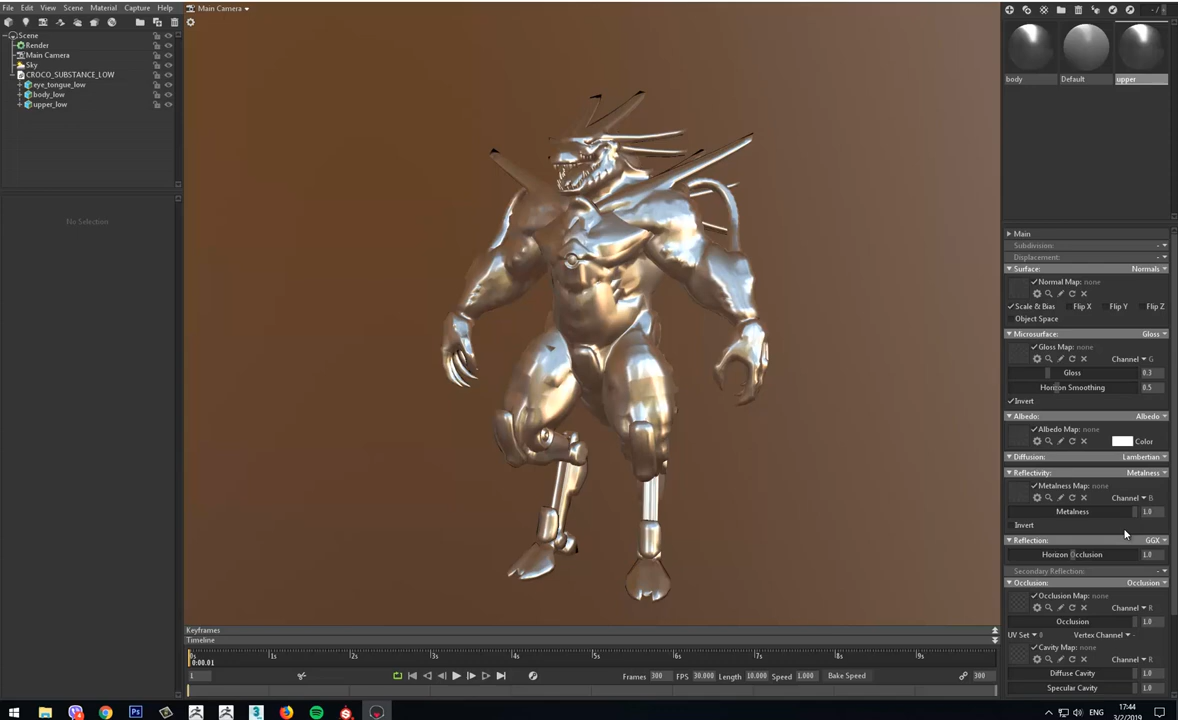 File Edit View Scene Material Capture Help
Main Camera
Scene
Render
Main Camera
Sky
CROCO_SUBSTANCE_LOW
eye_tongue_low
body_low
upper_low
No Selection
body Default upper
Main
Subdivision: -
Displacement: -
Surface: Normals
Normal Map: none
Scale & Bias Flip X Flip Y Flip Z
Object Space
Microsurface: Gloss
Gloss Map: none
Channel G
Gloss 0.3
Horizon Smoothing 0.5
Invert
Albedo: Albedo
Albedo Map: none
Color
Diffusion: Lambertian
Reflectivity: Metalness
Metalness Map: none
Channel B
Metalness 1.0
Invert
Reflection: GGX
Horizon Occlusion 1.0
Secondary Reflection: -
Occlusion: Occlusion
Occlusion Map: none
Channel R
Occlusion 1.0
UV Set 0 Vertex Channel -
Cavity Map: none
Channel R
Diffuse Cavity 1.0
Specular Cavity 1.0
Keyframes
Timeline
0s 1s 2s 3s 4s 5s 6s 7s 8s 9s
0:00.01
1 Frames 300 FPS 30.000 Length 10.000 Speed 1.000 Bake Speed 300
ENG 17:44
3/2/2019